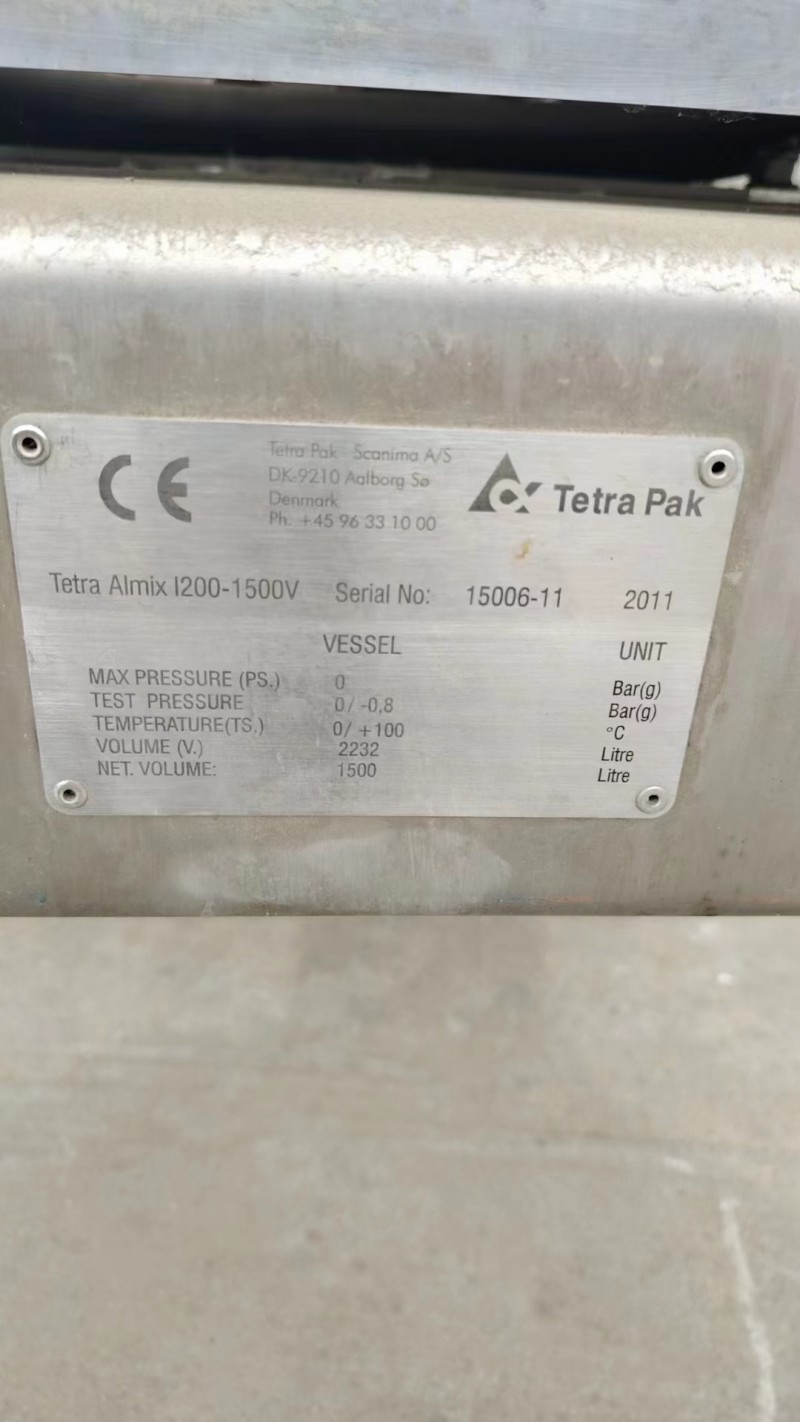 CE
Tetra Pak - Scanima A/S
DK-9210 Aalborg Sø
Denmark
Ph. +45 96 33 10 00
Tetra Pak
Tetra Almix I200-1500V Serial No: 15006-11 2011
VESSEL UNIT
MAX PRESSURE (PS.) 0 Bar(g)
TEST PRESSURE 0/ -0,8 Bar(g)
TEMPERATURE(TS.) 0/ +100 °C
VOLUME (V.) 2232 Litre
NET. VOLUME: 1500 Litre